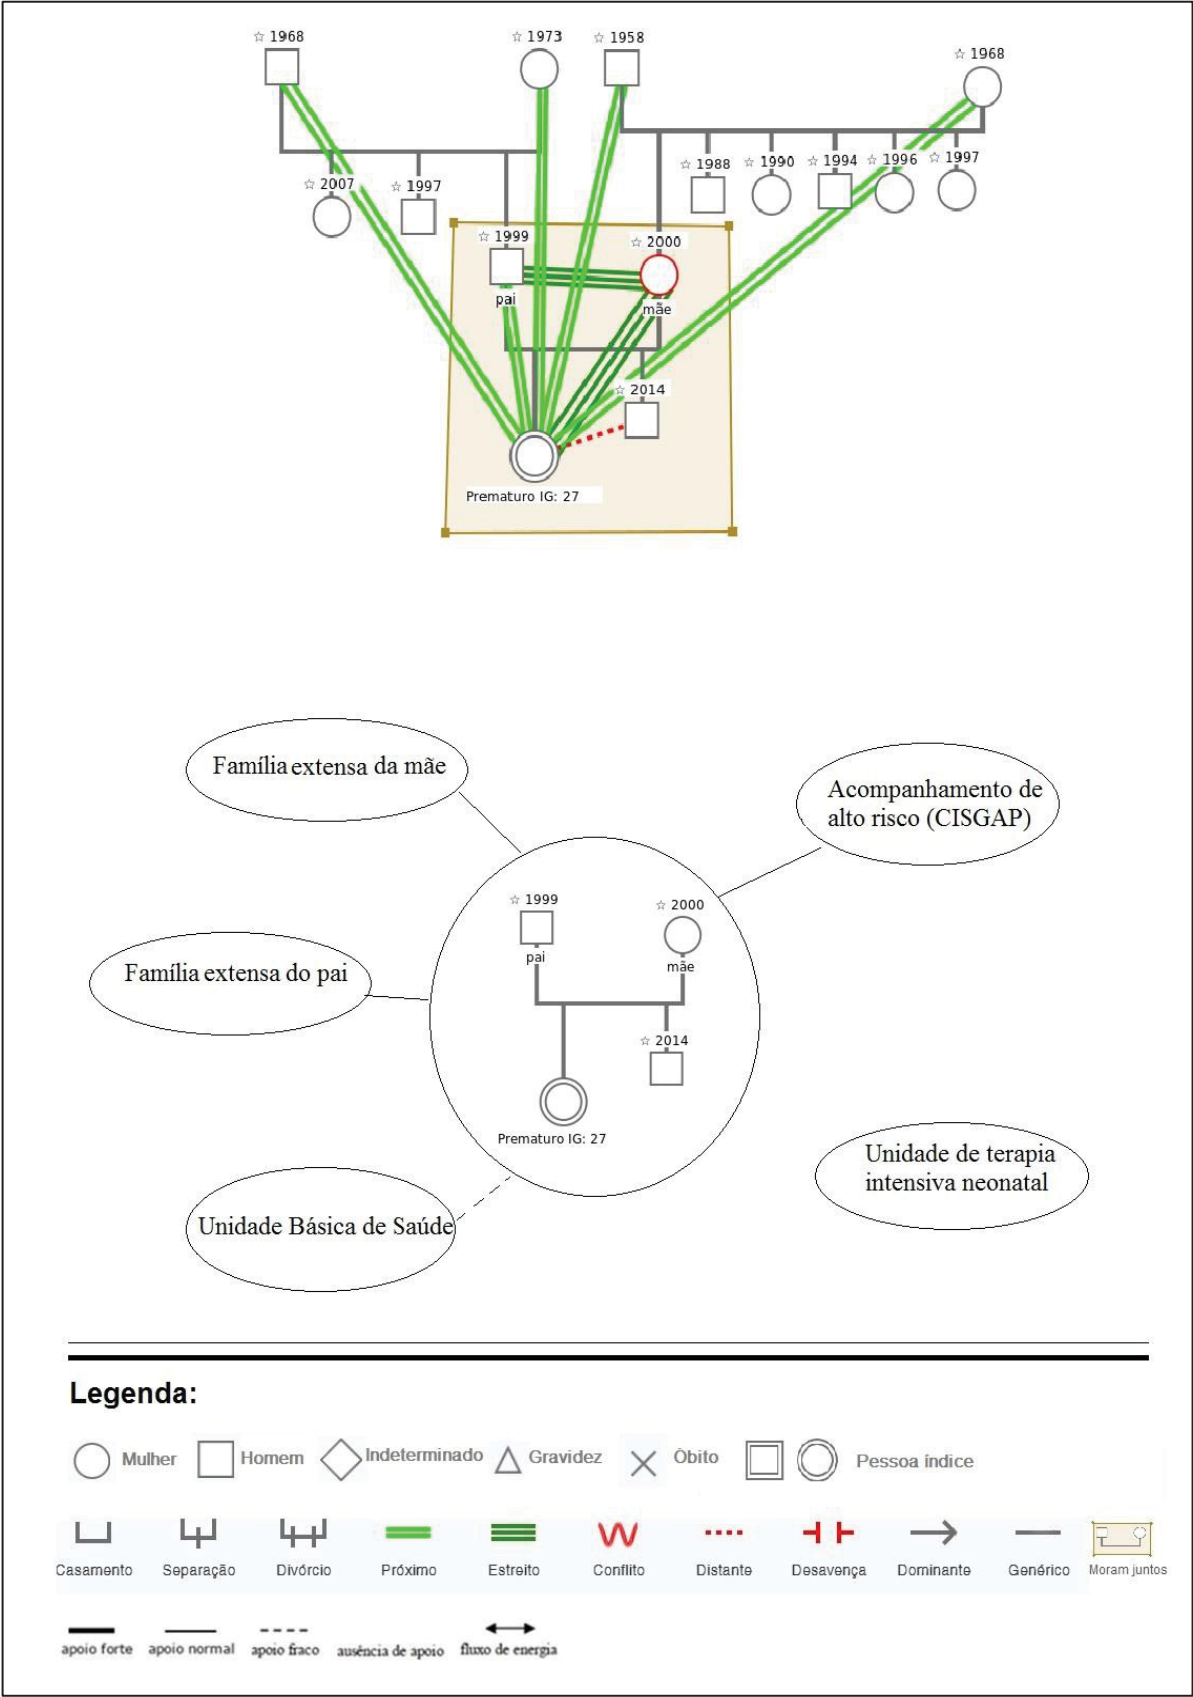 ☆ 1968
☆ 1973
☆ 1958
☆ 1968
☆ 2007
☆ 1997
☆ 1988
☆ 1990
☆ 1994
☆ 1996
☆ 1997
☆ 1999
pai
☆ 2000
mãe
☆ 2014
Prematuro IG: 27
Família extensa da mãe
Acompanhamento de
alto risco (CISGAP)
☆ 1999
pai
☆ 2000
mãe
Família extensa do pai
☆ 2014
Prematuro IG: 27
Unidade de terapia
intensiva neonatal
Unidade Básica de Saúde
Legenda:
Mulher
Homem
Indeterminado
Gravidez
Óbito
Pessoa índice
Casamento
Separação
Divórcio
Próximo
Estreito
Conflito
Distante
Desavença
Dominante
Genérico
Moram juntos
apoio forte
apoio normal
apoio fraco
ausência de apoio
fluxo de energia